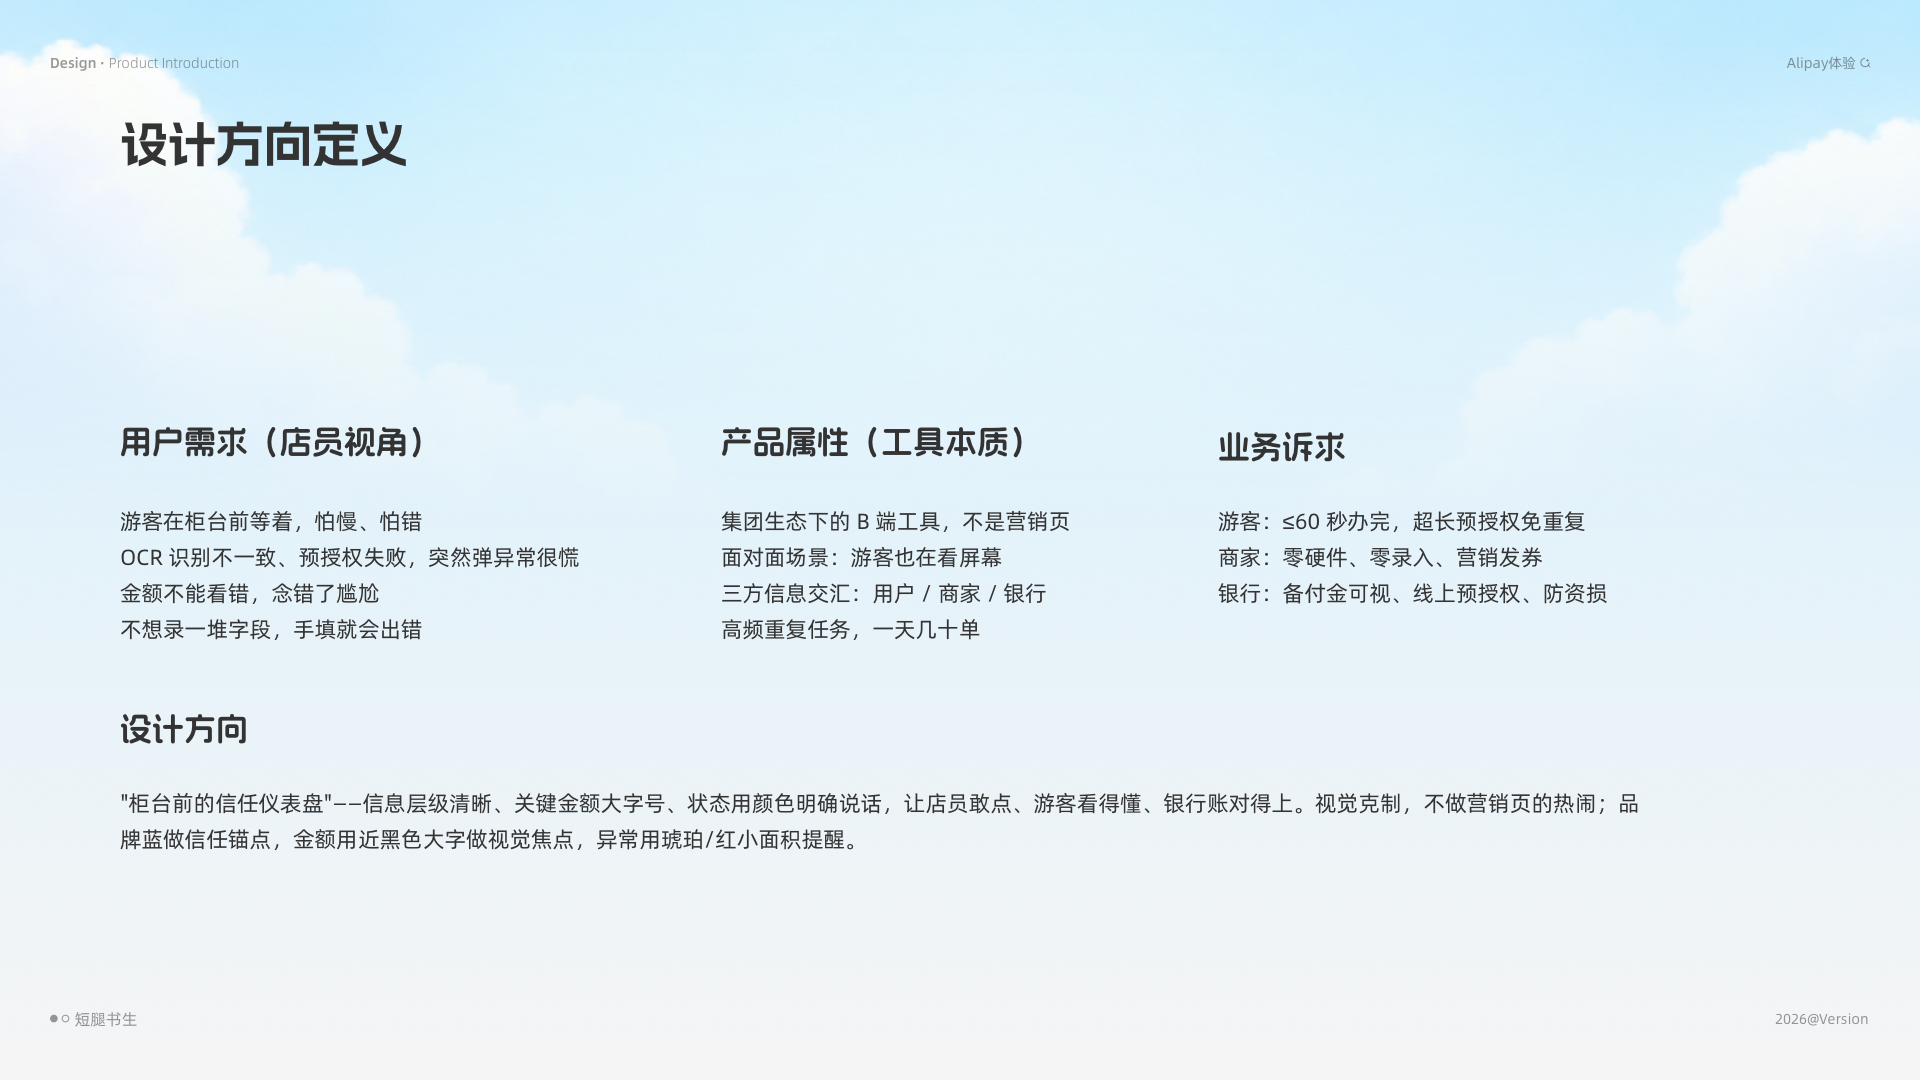 Design · Product Introduction
Alipay体验
设计方向定义
用户需求（店员视角）
游客在柜台前等着，怕慢、怕错
OCR 识别不一致、预授权失败，突然弹异常很慌
金额不能看错，念错了尴尬
不想录一堆字段，手填就会出错
产品属性（工具本质）
集团生态下的 B 端工具，不是营销页
面对面场景：游客也在看屏幕
三方信息交汇：用户 / 商家 / 银行
高频重复任务，一天几十单
业务诉求
游客：≤60 秒办完，超长预授权免重复
商家：零硬件、零录入、营销发券
银行：备付金可视、线上预授权、防资损
设计方向
"柜台前的信任仪表盘"——信息层级清晰、关键金额大字号、状态用颜色明确说话，让店员敢点、游客看得懂、银行账对得上。视觉克制，不做营销页的热闹；品
牌蓝做信任锚点，金额用近黑色大字做视觉焦点，异常用琥珀/红小面积提醒。
短腿书生
2026@Version